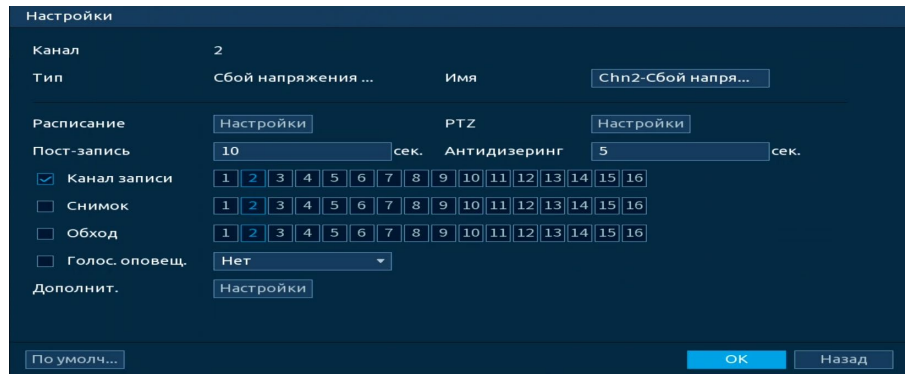 Настройки
Канал 2
Тип Сбой напряжения ... Имя Chn2-Сбой напря...
Расписание Настройки PTZ Настройки
Пост-запись 10 сек. Антидизеринг 5 сек.
Канал записи 1 2 3 4 5 6 7 8 9 10 11 12 13 14 15 16
Снимок 1 2 3 4 5 6 7 8 9 10 11 12 13 14 15 16
Обход 1 2 3 4 5 6 7 8 9 10 11 12 13 14 15 16
Голос. оповещ. Нет
Дополнит. Настройки
По умолч... OK Назад